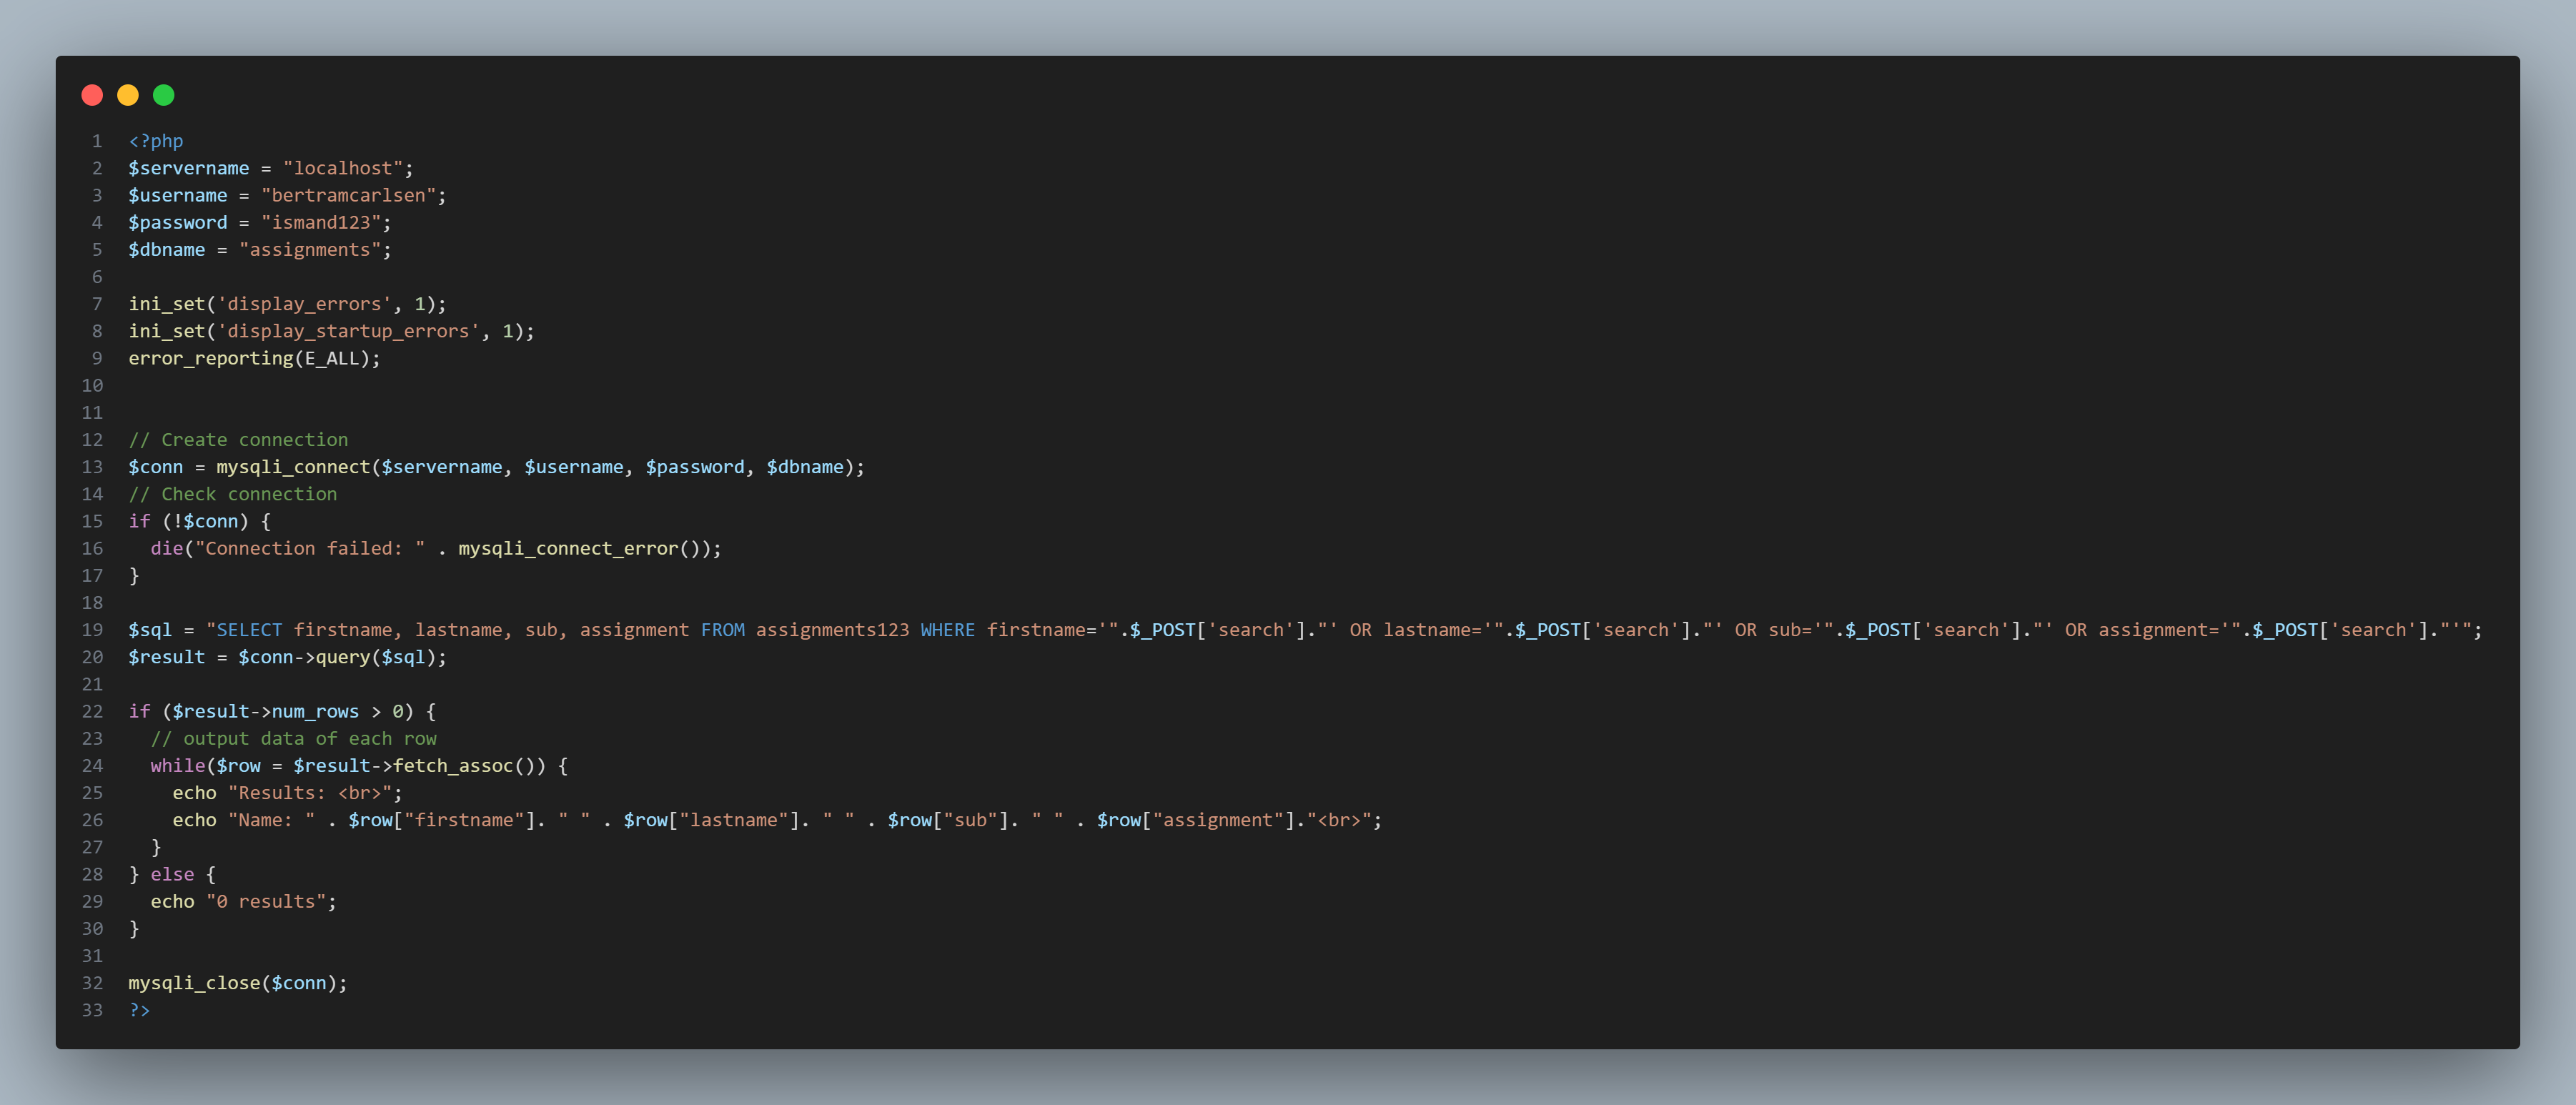 1 <?php
2 $servername = "localhost";
3 $username = "bertramcarlsen";
4 $password = "ismand123";
5 $dbname = "assignments";
6
7 ini_set('display_errors', 1);
8 ini_set('display_startup_errors', 1);
9 error_reporting(E_ALL);
10
11
12 // Create connection
13 $conn = mysqli_connect($servername, $username, $password, $dbname);
14 // Check connection
15 if (!$conn) {
16   die("Connection failed: " . mysqli_connect_error());
17 }
18
19 $sql = "SELECT firstname, lastname, sub, assignment FROM assignments123 WHERE firstname='".$_POST['search']."' OR lastname='".$_POST['search']."' OR sub='".$_POST['search']."' OR assignment='".$_POST['search']."'";
20 $result = $conn->query($sql);
21
22 if ($result->num_rows > 0) {
23   // output data of each row
24   while($row = $result->fetch_assoc()) {
25     echo "Results: <br>";
26     echo "Name: " . $row["firstname"]. " " . $row["lastname"]. " " . $row["sub"]. " " . $row["assignment"]."<br>";
27   }
28 } else {
29   echo "0 results";
30 }
31
32 mysqli_close($conn);
33 ?>